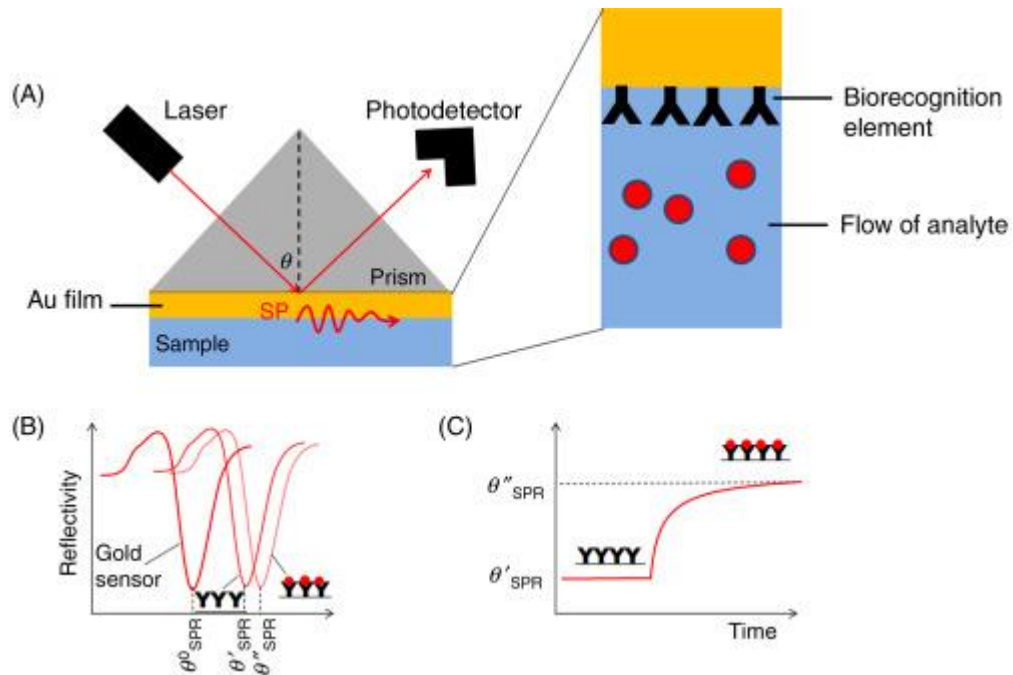 (A)
Laser
Photodetector
θ
Prism
Au film
SP
Sample
Biorecognition
element
Flow of analyte
(B)
Reflectivity
Gold
sensor
θ⁰SPR
θ′SPR
θ″SPR
(C)
θ″SPR
θ′SPR
Time